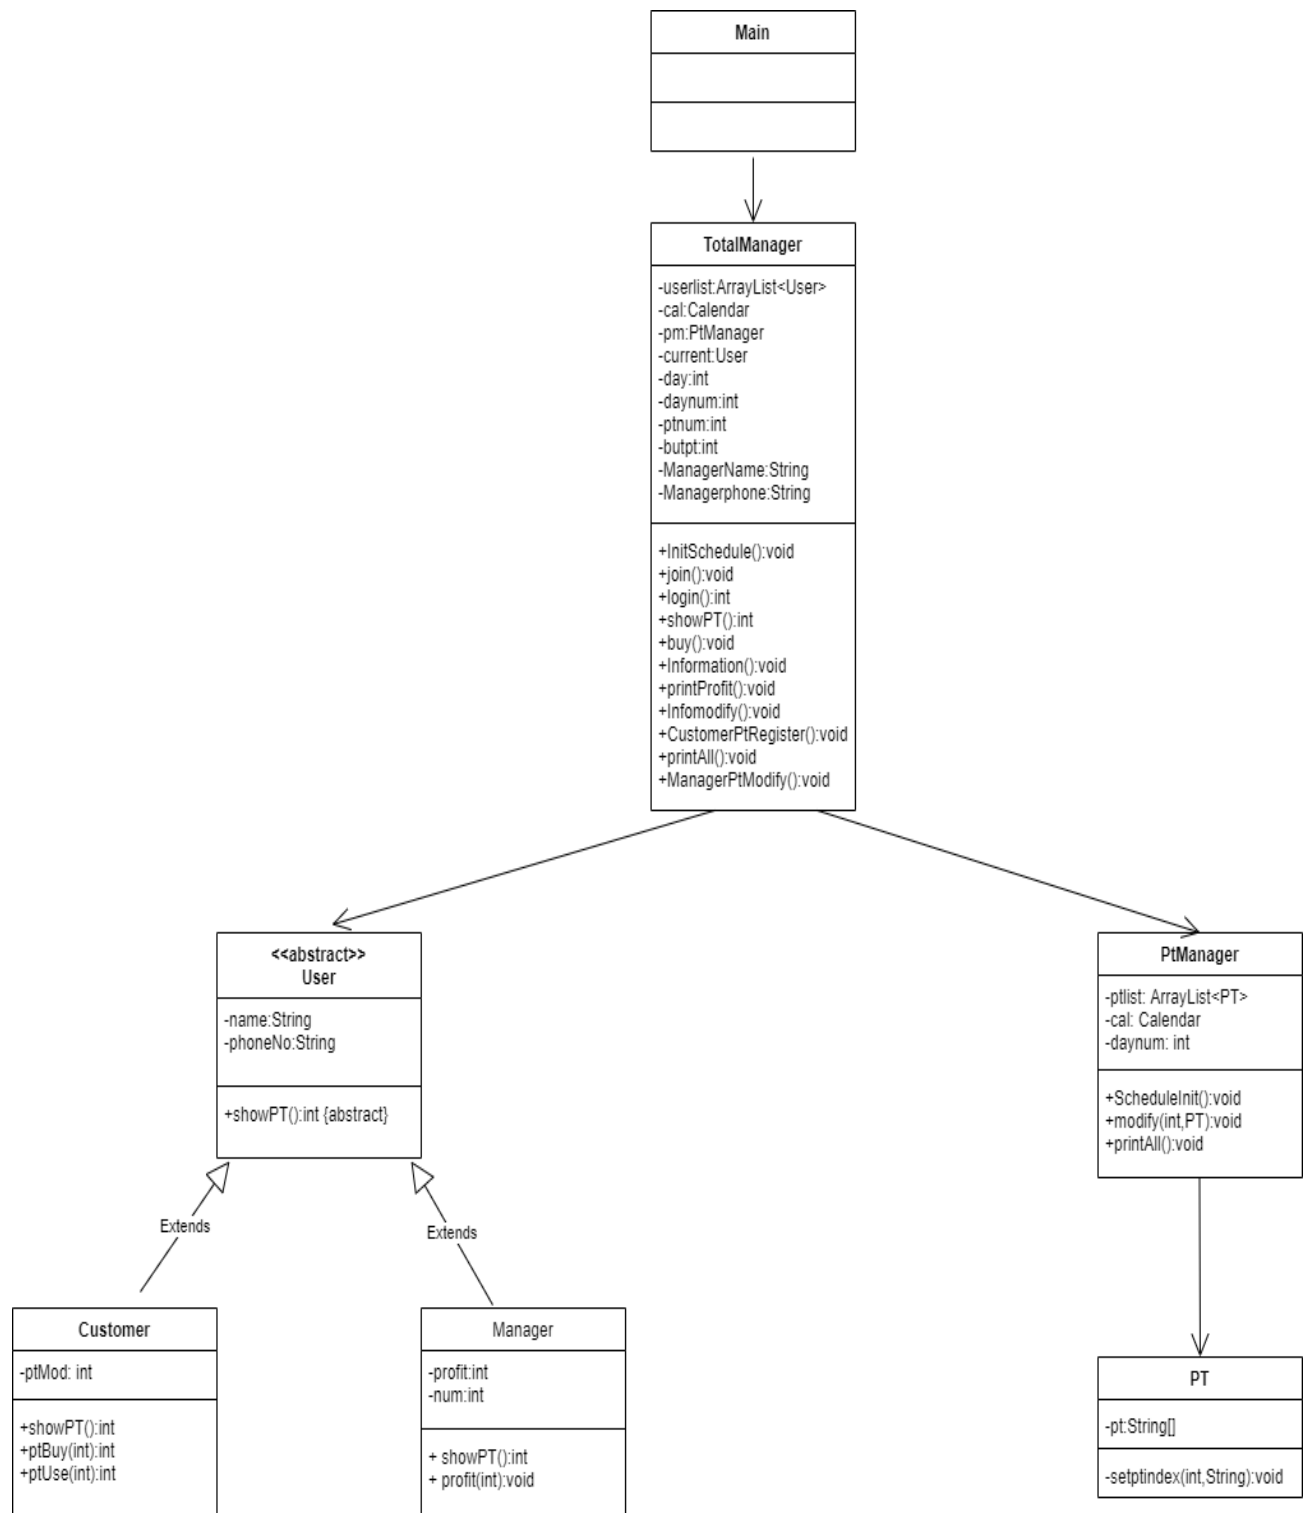 Main
TotalManager
-userlist:ArrayList<User>
-cal:Calendar
-pm:PtManager
-current:User
-day:int
-daynum:int
-ptnum:int
-butpt:int
-ManagerName:String
-Managerphone:String
+InitSchedule():void
+join():void
+login():int
+showPT():int
+buy():void
+Information():void
+printProfit():void
+Infomodify():void
+CustomerPtRegister():void
+printAll():void
+ManagerPtModify():void
<<abstract>>
User
-name:String
-phoneNo:String
+showPT():int {abstract}
PtManager
-ptlist: ArrayList<PT>
-cal: Calendar
-daynum: int
+ScheduleInit():void
+modify(int,PT):void
+printAll():void
Extends
Extends
Customer
-ptMod: int
+showPT():int
+ptBuy(int):int
+ptUse(int):int
Manager
-profit:int
-num:int
+ showPT():int
+ profit(int):void
PT
-pt:String[]
-setptindex(int,String):void